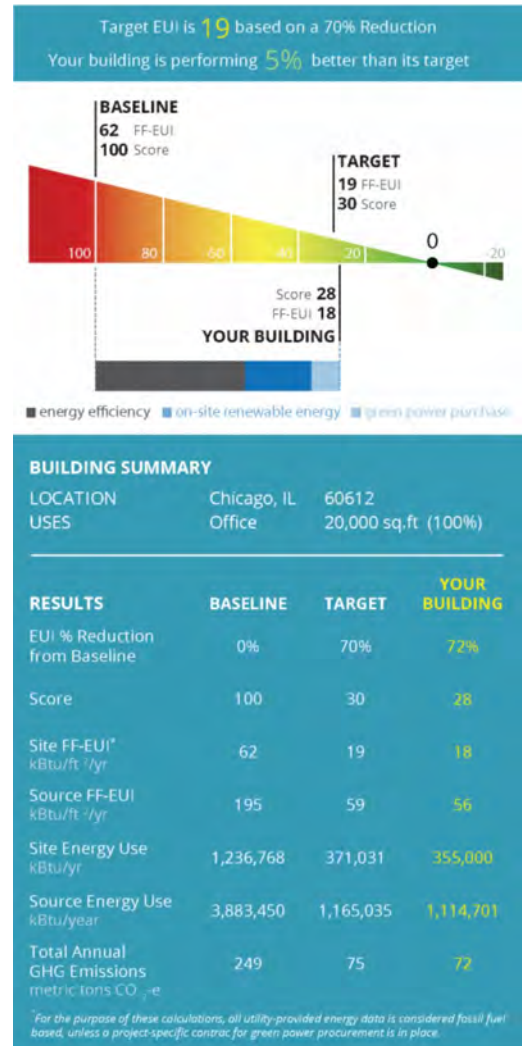 Target EUI is 19 based on a 70% Reduction
Your building is performing 5% better than its target
BASELINE
62 FF-EUI
100 Score
TARGET
19 FF-EUI
30 Score
100 80 60 40 20 0 -20
Score 28
FF-EUI 18
YOUR BUILDING
energy efficiency on-site renewable energy green power purchase
BUILDING SUMMARY
LOCATION Chicago, IL 60612
USES Office 20,000 sq.ft (100%)
RESULTS BASELINE TARGET YOUR BUILDING
EUI % Reduction from Baseline 0% 70% 72%
Score 100 30 28
Site FF-EUI* kBtu/ft²/yr 62 19 18
Source FF-EUI kBtu/ft²/yr 195 59 56
Site Energy Use kBtu/yr 1,236,768 371,031 355,000
Source Energy Use kBtu/year 3,883,450 1,165,035 1,114,701
Total Annual GHG Emissions metric tons CO₂-e 249 75 72
*For the purpose of these calculations, all utility-provided energy data is considered fossil fuel
based, unless a project-specific contrac for green power procurement is in place.